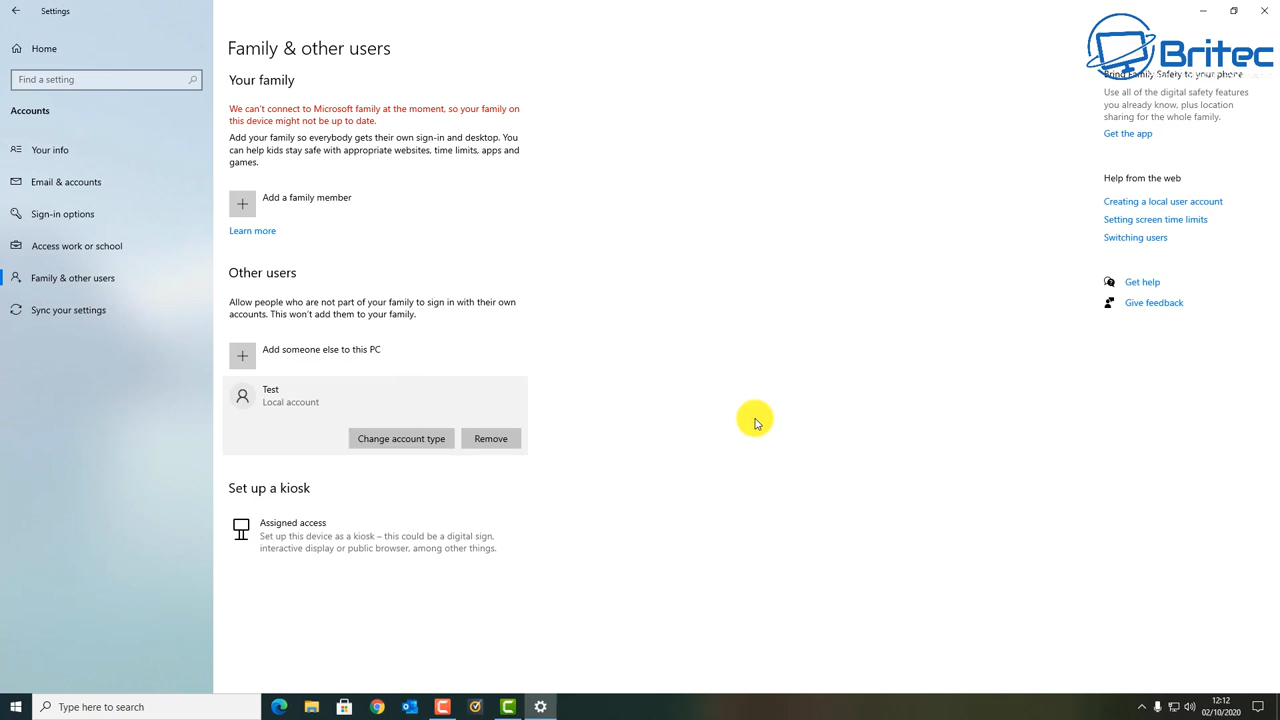 Settings
Home
Find a setting
Accounts
Your info
Email & accounts
Sign-in options
Access work or school
Family & other users
Sync your settings
Family & other users
Your family
We can't connect to Microsoft family at the moment, so your family on
this device might not be up to date.
Add your family so everybody gets their own sign-in and desktop. You
can help kids stay safe with appropriate websites, time limits, apps and
games.
Add a family member
Learn more
Other users
Allow people who are not part of your family to sign in with their own
accounts. This won't add them to your family.
Add someone else to this PC
Test
Local account
Change account type
Remove
Set up a kiosk
Assigned access
Set up this device as a kiosk – this could be a digital sign,
interactive display or public browser, among other things.
Britec
Bring Family Safety to your phone
Use all of the digital safety features
you already know, plus location
sharing for the whole family.
Get the app
Help from the web
Creating a local user account
Setting screen time limits
Switching users
Get help
Give feedback
Type here to search
12:12
02/10/2020